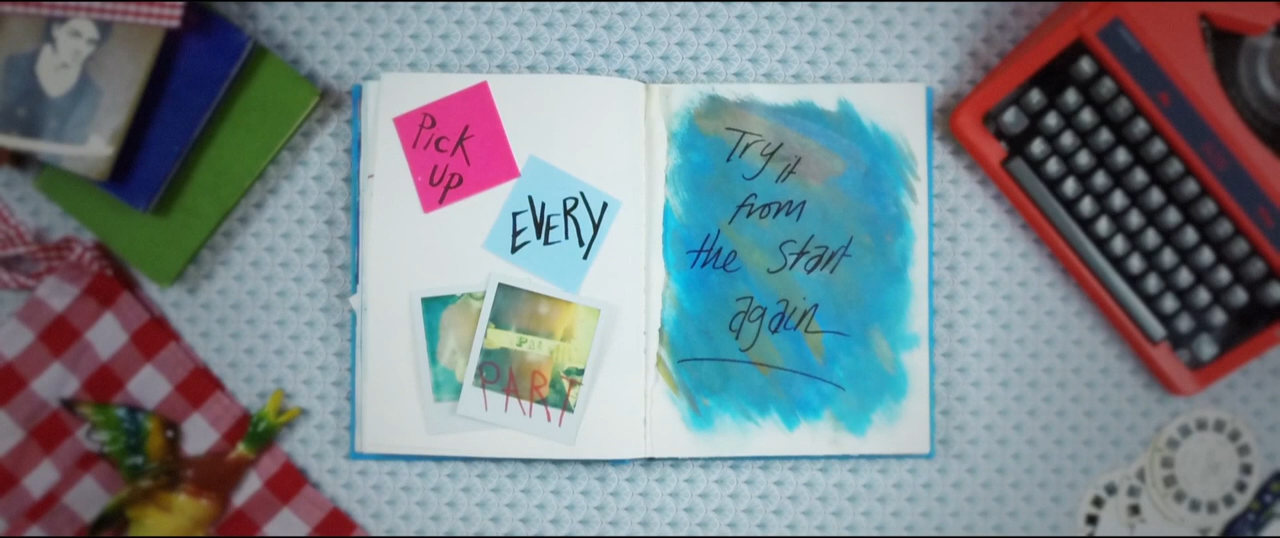 Pick
up
EVERY
PART
Try it
from
the start
again